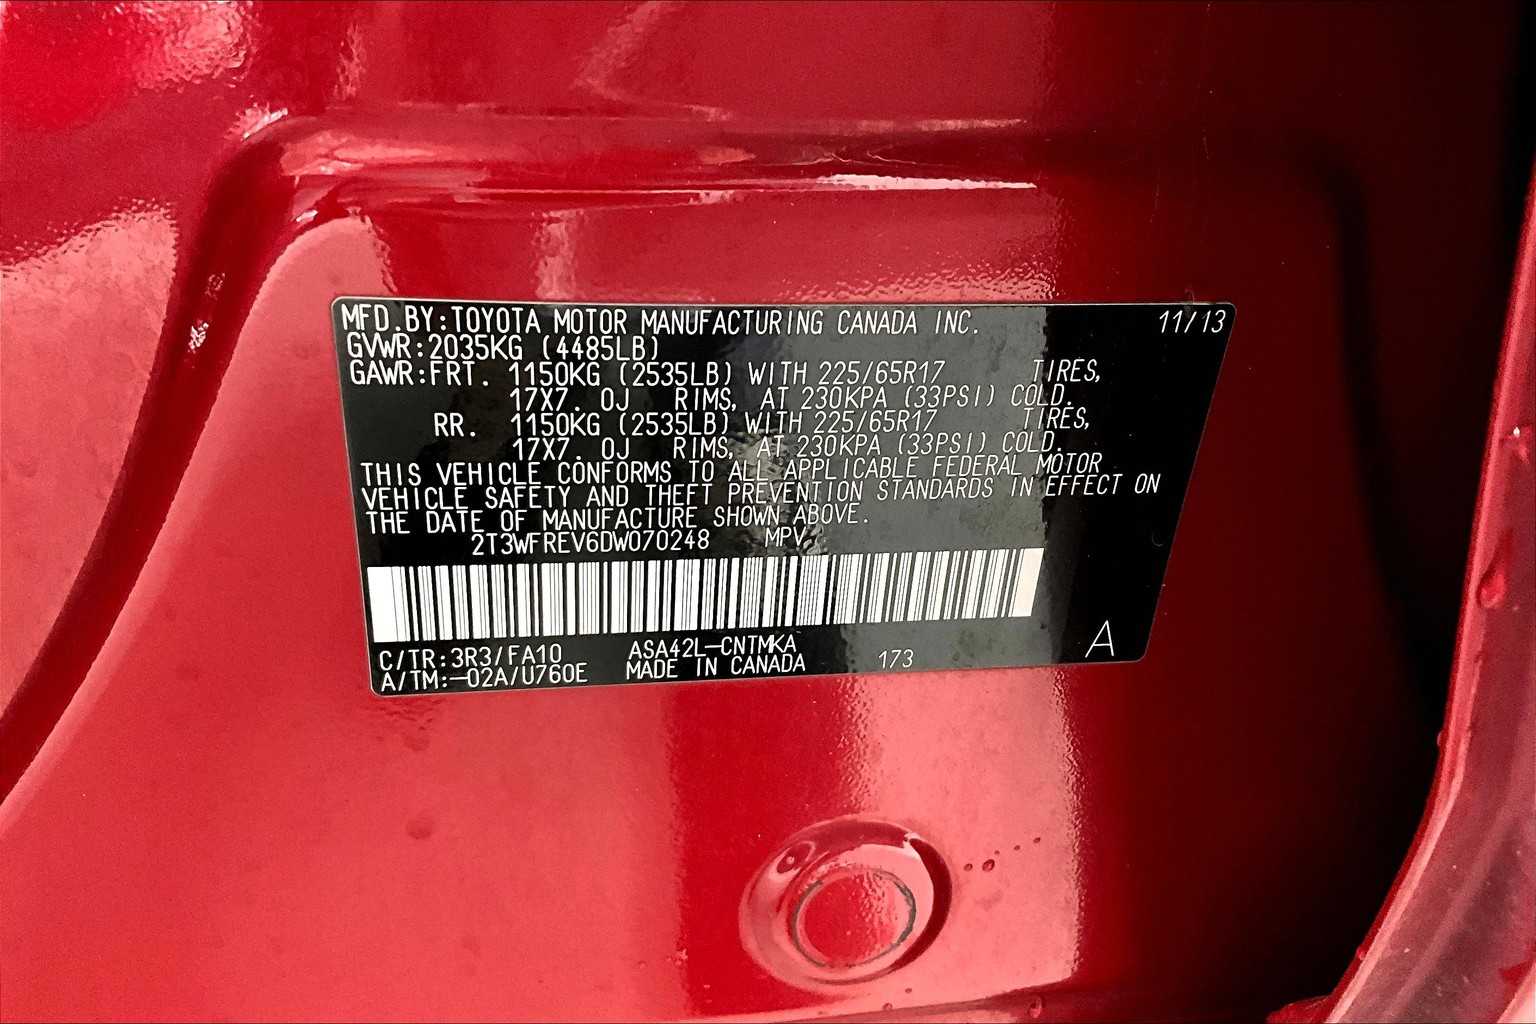 MFD.BY:TOYOTA MOTOR MANUFACTURING CANADA INC. 11/13
GVWR:2035KG (4485LB)
GAWR:FRT. 1150KG (2535LB) WITH 225/65R17 TIRES,
17X7. 0J RIMS, AT 230KPA (33PSI) COLD.
RR. 1150KG (2535LB) WITH 225/65R17 TIRES,
17X7. 0J RIMS, AT 230KPA (33PSI) COLD.
THIS VEHICLE CONFORMS TO ALL APPLICABLE FEDERAL MOTOR
VEHICLE SAFETY AND THEFT PREVENTION STANDARDS IN EFFECT ON
THE DATE OF MANUFACTURE SHOWN ABOVE.
2T3WFREV6DW070248 MPV
C/TR:3R3/FA10 ASA42L-CNTMKA
A/TM:-02A/U760E MADE IN CANADA 173 A